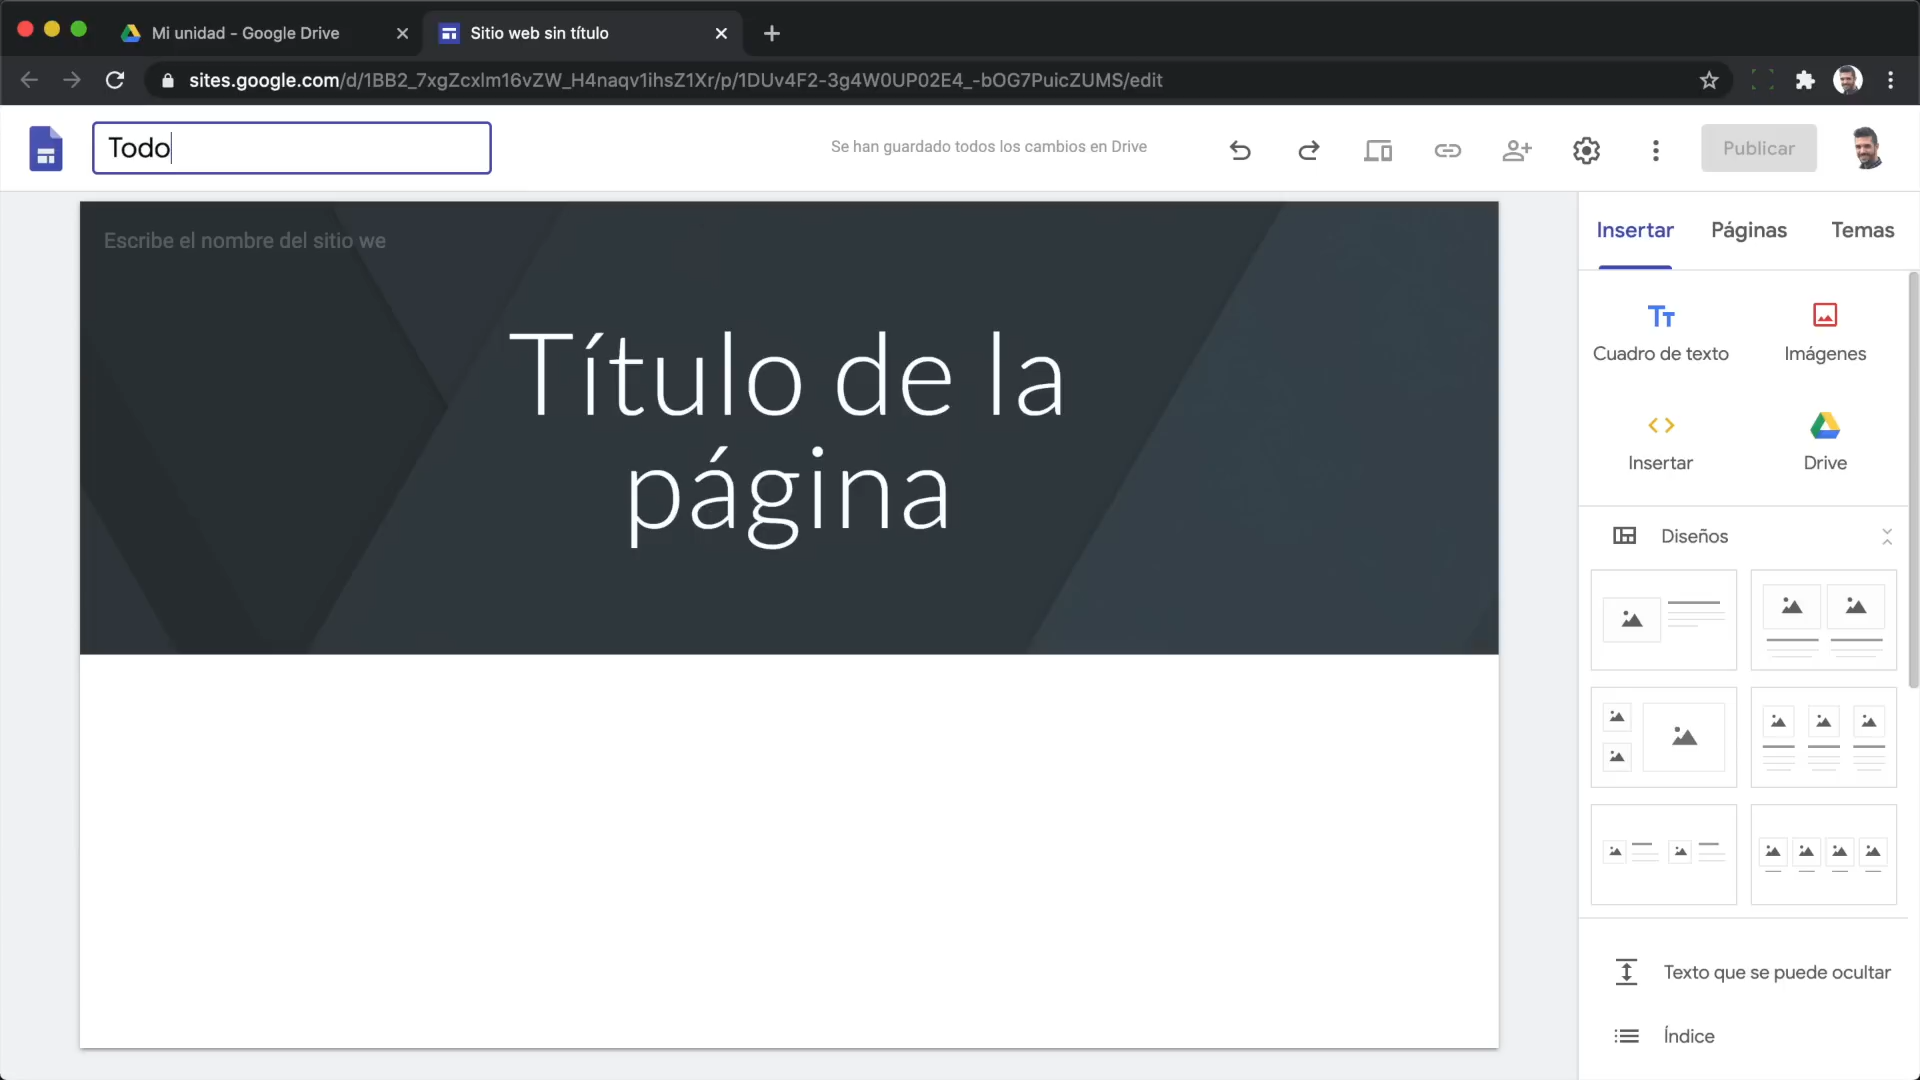 Mi unidad - Google Drive
Sitio web sin título
sites.google.com/d/1BB2_7xgZcxlm16vZW_H4naqv1ihsZ1Xr/p/1DUv4F2-3g4W0UP02E4_-bOG7PuicZUMS/edit
Todo
Se han guardado todos los cambios en Drive
Publicar
Escribe el nombre del sitio we
Título de la
página
Insertar
Páginas
Temas
Cuadro de texto
Imágenes
Insertar
Drive
Diseños
Texto que se puede ocultar
Índice